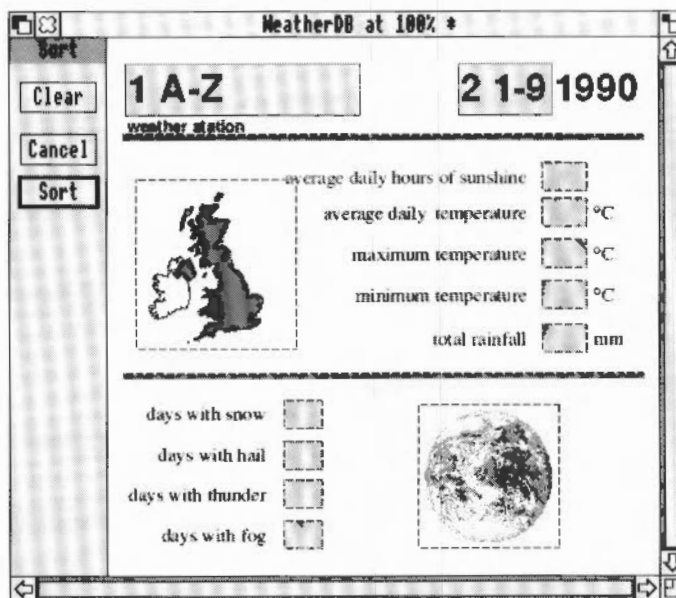 WeatherDB at 100% *
Sort
Clear
Cancel
Sort
1 A-Z
2 1-9 1990
weather station
average daily hours of sunshine
average daily temperature °C
maximum temperature °C
minimum temperature °C
total rainfall mm
days with snow
days with hail
days with thunder
days with fog